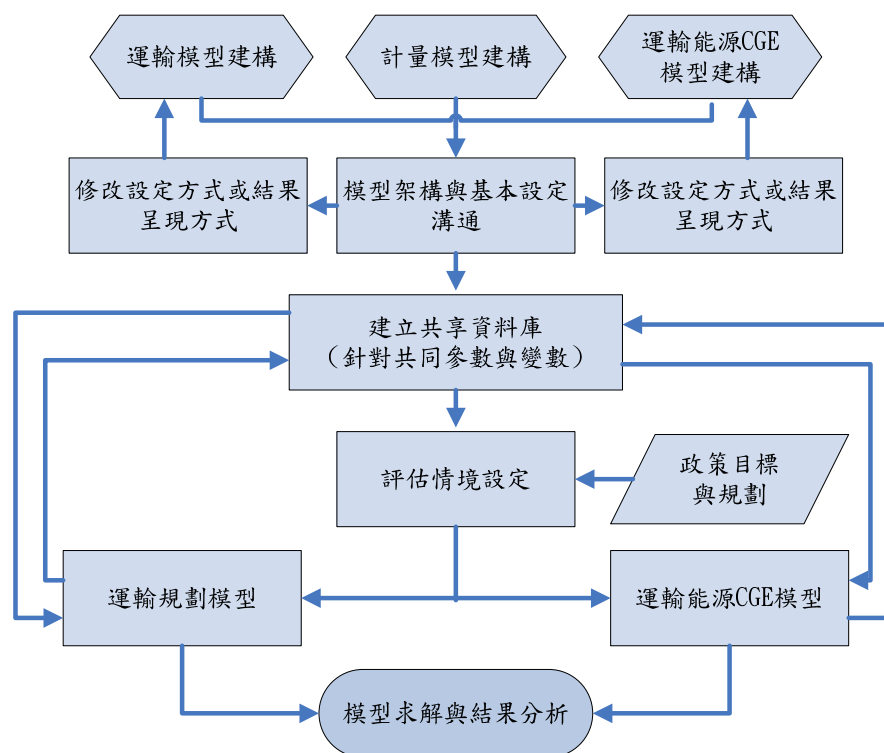 運輸模型建構
計量模型建構
運輸能源CGE
模型建構
修改設定方式或結果
呈現方式
模型架構與基本設定
溝通
修改設定方式或結果
呈現方式
建立共享資料庫
（針對共同參數與變數）
評估情境設定
政策目標
與規劃
運輸規劃模型
運輸能源CGE模型
模型求解與結果分析